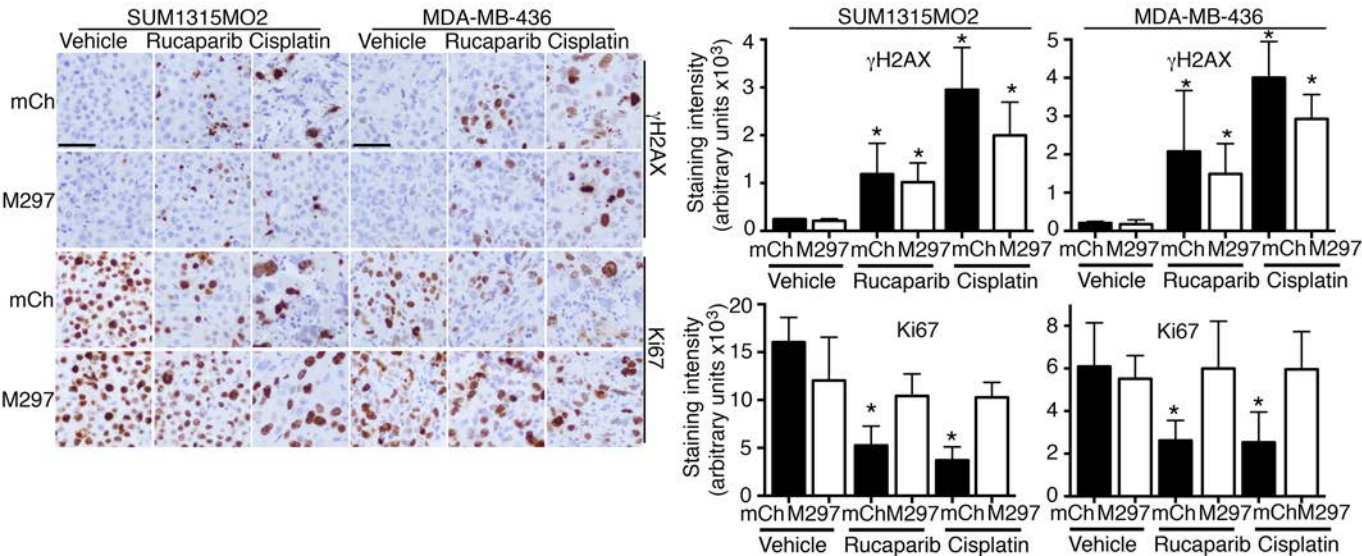 SUM1315MO2 MDA-MB-436
Vehicle Rucaparib Cisplatin Vehicle Rucaparib Cisplatin
mCh
M297
γH2AX
mCh
M297
Ki67
SUM1315MO2
γH2AX
Staining intensity
(arbitrary units x10³)
4
3
2
1
0
* * * *
mCh M297 mCh M297 mCh M297
Vehicle Rucaparib Cisplatin
MDA-MB-436
γH2AX
5
4
3
2
1
0
* * * *
mCh M297 mCh M297 mCh M297
Vehicle Rucaparib Cisplatin
Ki67
Staining intensity
(arbitrary units x10³)
20
15
10
5
0
* *
mCh M297 mCh M297 mCh M297
Vehicle Rucaparib Cisplatin
Ki67
8
6
4
2
0
* *
mCh M297 mCh M297 mCh M297
Vehicle Rucaparib Cisplatin